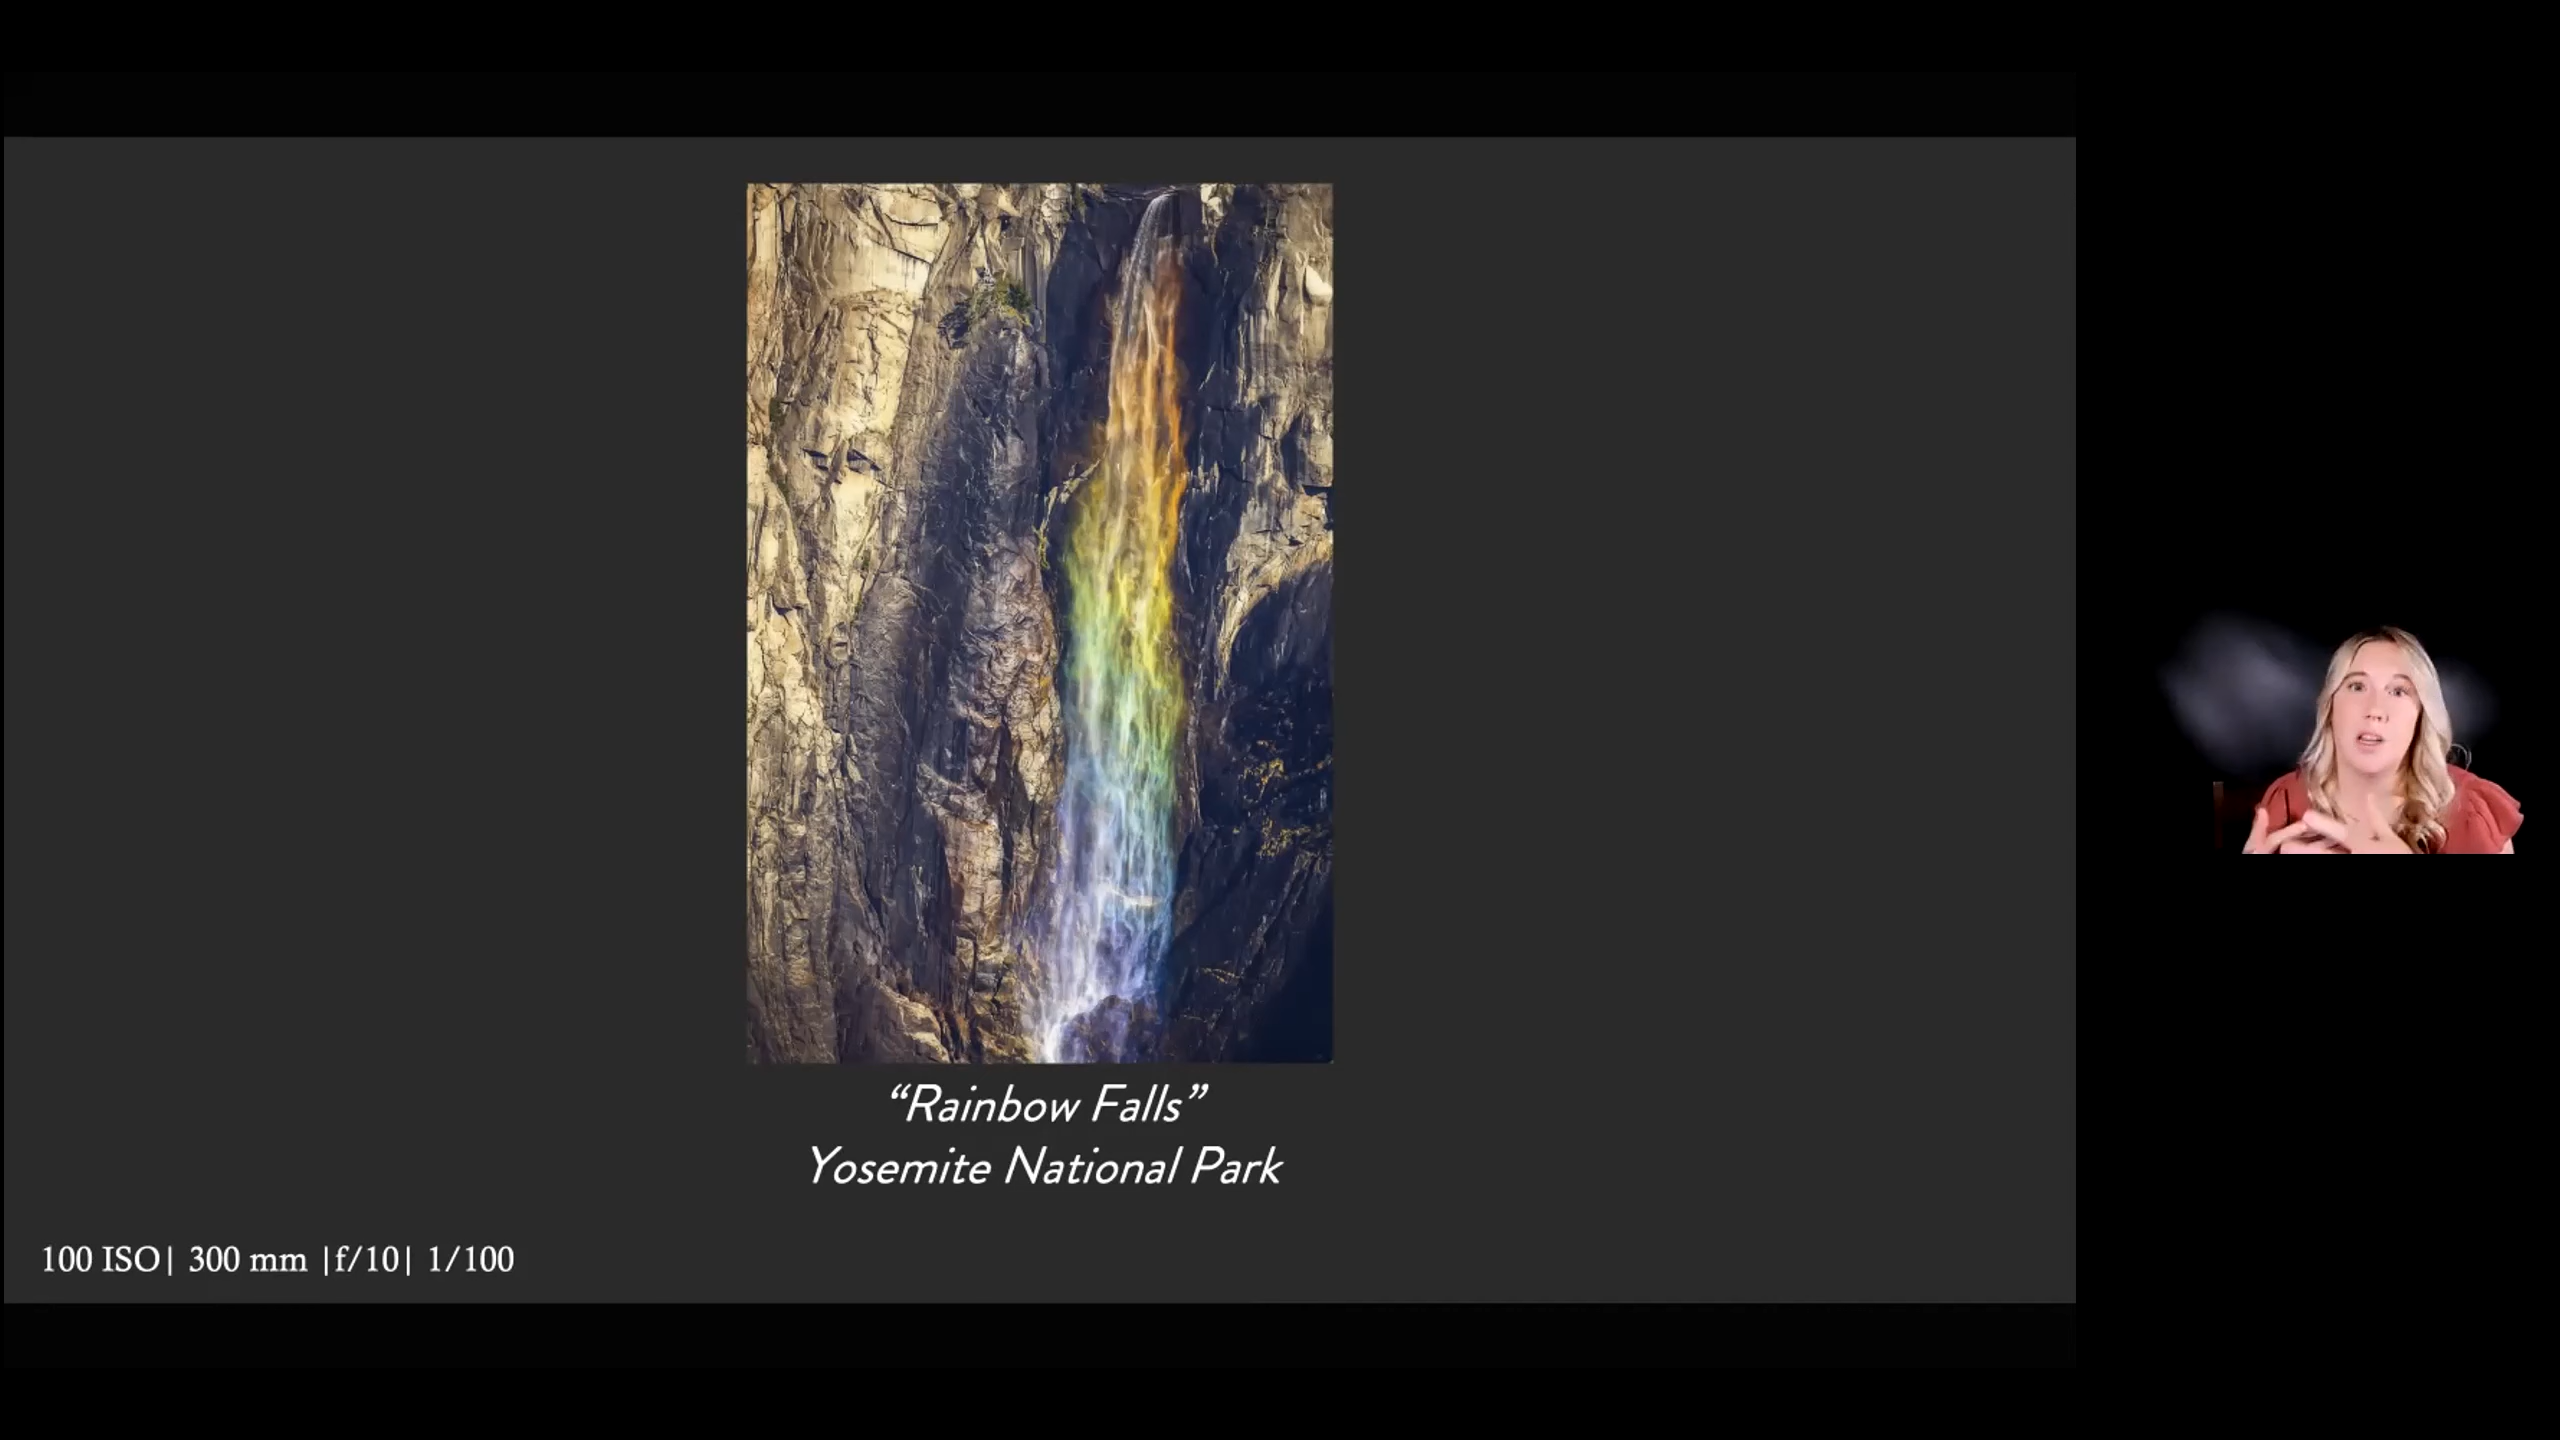 “Rainbow Falls”
Yosemite National Park
100 ISO| 300 mm |f/10| 1/100